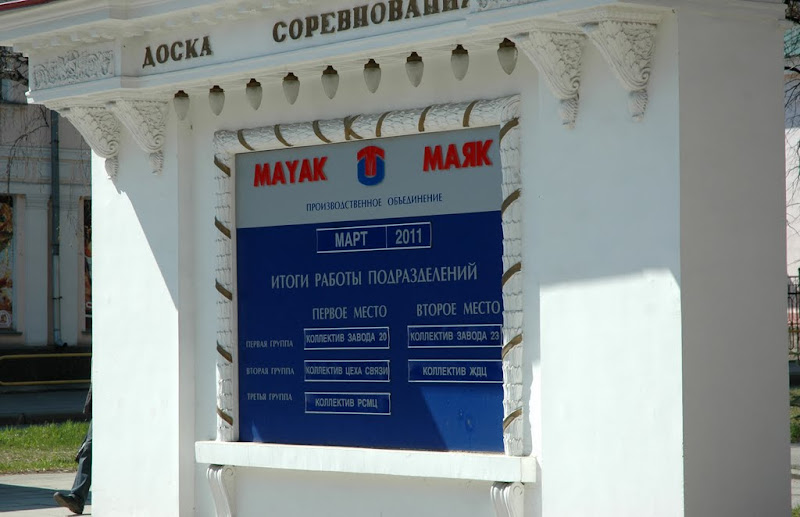 ДОСКА СОРЕВНОВАНИЯ
MAYAK МАЯК
ПРОИЗВОДСТВЕННОЕ ОБЪЕДИНЕНИЕ
МАРТ 2011
ИТОГИ РАБОТЫ ПОДРАЗДЕЛЕНИЙ
ПЕРВОЕ МЕСТО ВТОРОЕ МЕСТО
ПЕРВАЯ ГРУППА КОЛЛЕКТИВ ЗАВОДА 20 КОЛЛЕКТИВ ЗАВОДА 23
ВТОРАЯ ГРУППА КОЛЛЕКТИВ ЦЕХА СВЯЗИ КОЛЛЕКТИВ ЖДЦ
ТРЕТЬЯ ГРУППА КОЛЛЕКТИВ РСМЦ